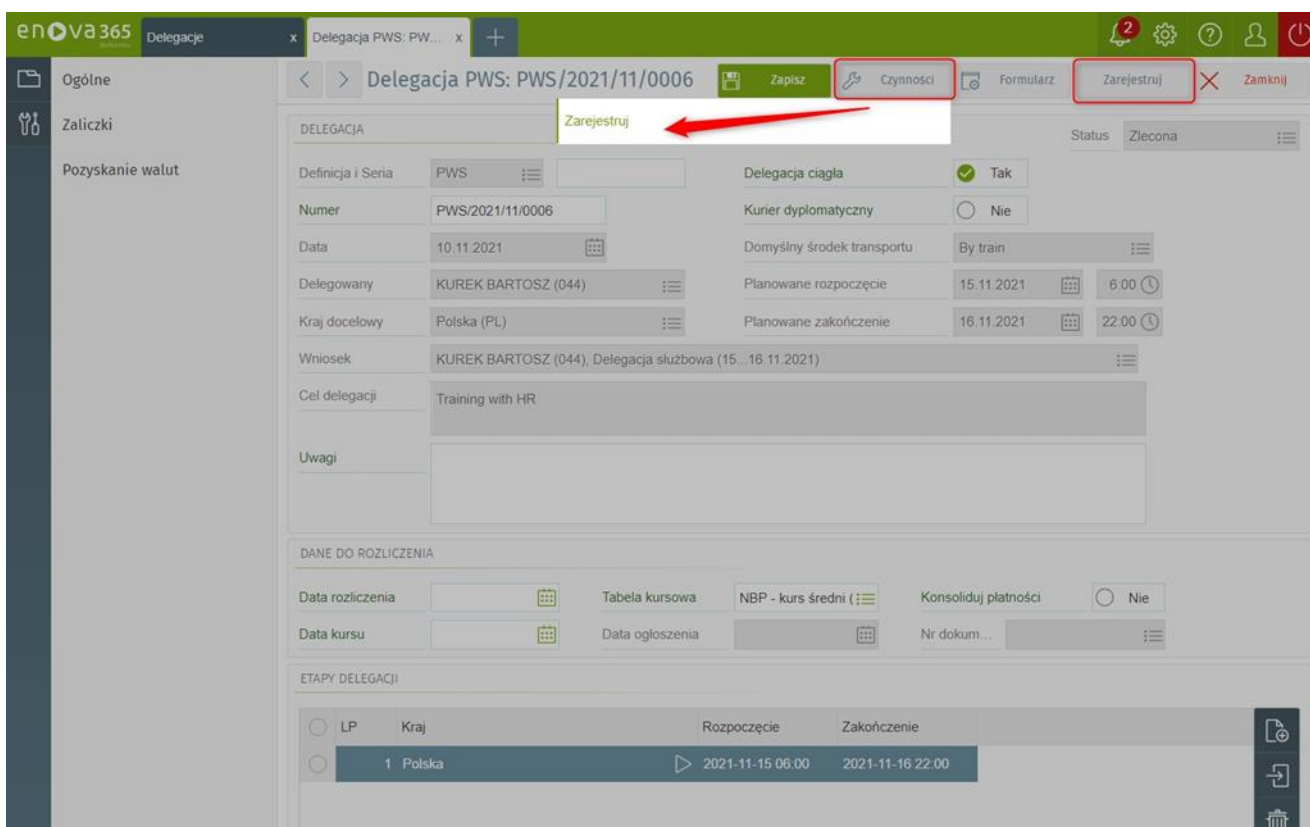 enova365 Delegacje x Delegacja PWS: PW... x 2
Ogólne
Zaliczki
Pozyskanie walut
Delegacja PWS: PWS/2021/11/0006 Zapisz Czynności Formularz Zarejestruj Zamknij
Zarejestruj
DELEGACJA Status Zlecona
Definicja i Seria PWS Delegacja ciągła Tak
Numer PWS/2021/11/0006 Kurier dyplomatyczny Nie
Data 10.11.2021 Domyślny środek transportu By train
Delegowany KUREK BARTOSZ (044) Planowane rozpoczęcie 15.11.2021 6:00
Kraj docelowy Polska (PL) Planowane zakończenie 16.11.2021 22:00
Wniosek KUREK BARTOSZ (044), Delegacja służbowa (15...16.11.2021)
Cel delegacji Training with HR
Uwagi
DANE DO ROZLICZENIA
Data rozliczenia Tabela kursowa NBP - kurs średni ( Konsoliduj płatności Nie
Data kursu Data ogłoszenia Nr dokum...
ETAPY DELEGACJI
LP Kraj Rozpoczęcie Zakończenie
1 Polska 2021-11-15 06:00 2021-11-16 22:00